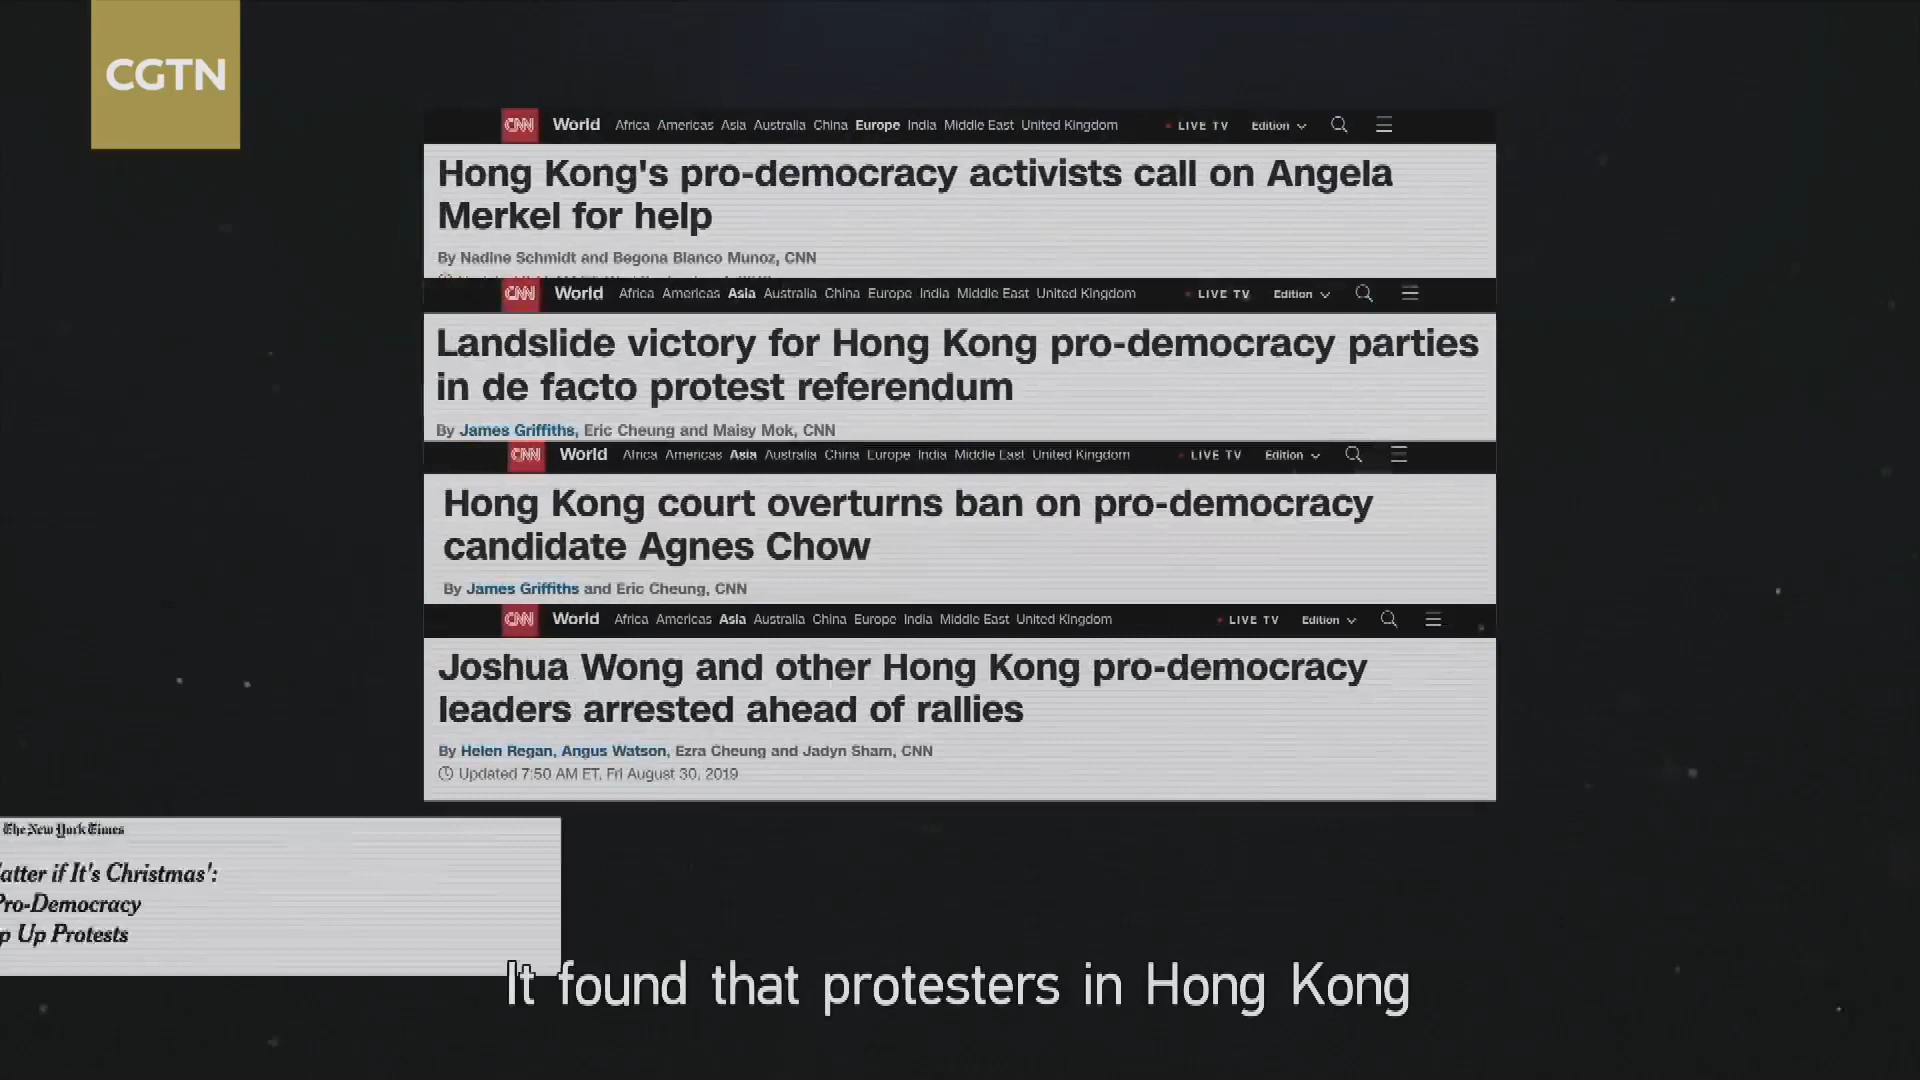 CGTN
CNN World Africa Americas Asia Australia China Europe India Middle East United Kingdom LIVE TV Edition
Hong Kong's pro-democracy activists call on Angela
Merkel for help
By Nadine Schmidt and Begona Blanco Munoz, CNN
CNN World Africa Americas Asia Australia China Europe India Middle East United Kingdom LIVE TV Edition
Landslide victory for Hong Kong pro-democracy parties
in de facto protest referendum
By James Griffiths, Eric Cheung and Maisy Mok, CNN
CNN World Africa Americas Asia Australia China Europe India Middle East United Kingdom LIVE TV Edition
Hong Kong court overturns ban on pro-democracy
candidate Agnes Chow
By James Griffiths and Eric Cheung, CNN
CNN World Africa Americas Asia Australia China Europe India Middle East United Kingdom LIVE TV Edition
Joshua Wong and other Hong Kong pro-democracy
leaders arrested ahead of rallies
By Helen Regan, Angus Watson, Ezra Cheung and Jadyn Sham, CNN
Updated 7:50 AM ET, Fri August 30, 2019
The New York Times
atter if It's Christmas':
Pro-Democracy
p Up Protests
It found that protesters in Hong Kong